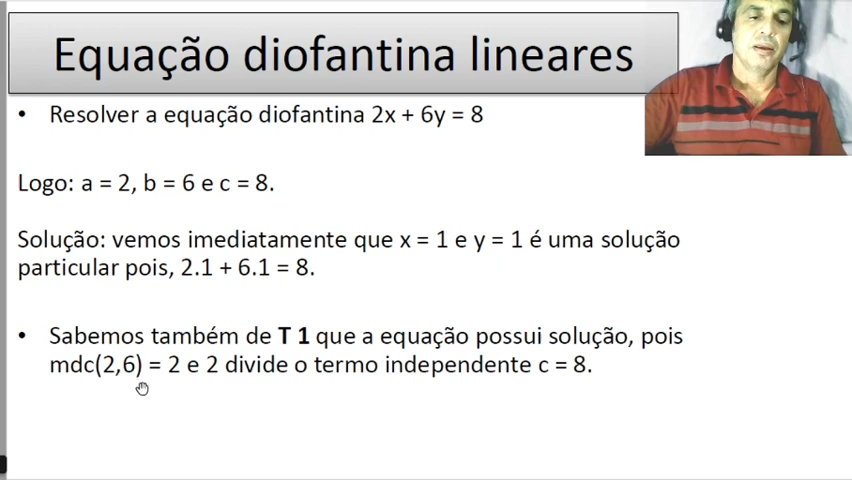 Equação diofantina lineares
• Resolver a equação diofantina 2x + 6y = 8
Logo: a = 2, b = 6 e c = 8.
Solução: vemos imediatamente que x = 1 e y = 1 é uma solução
particular pois, 2.1 + 6.1 = 8.
• Sabemos também de T 1 que a equação possui solução, pois
mdc(2,6) = 2 e 2 divide o termo independente c = 8.